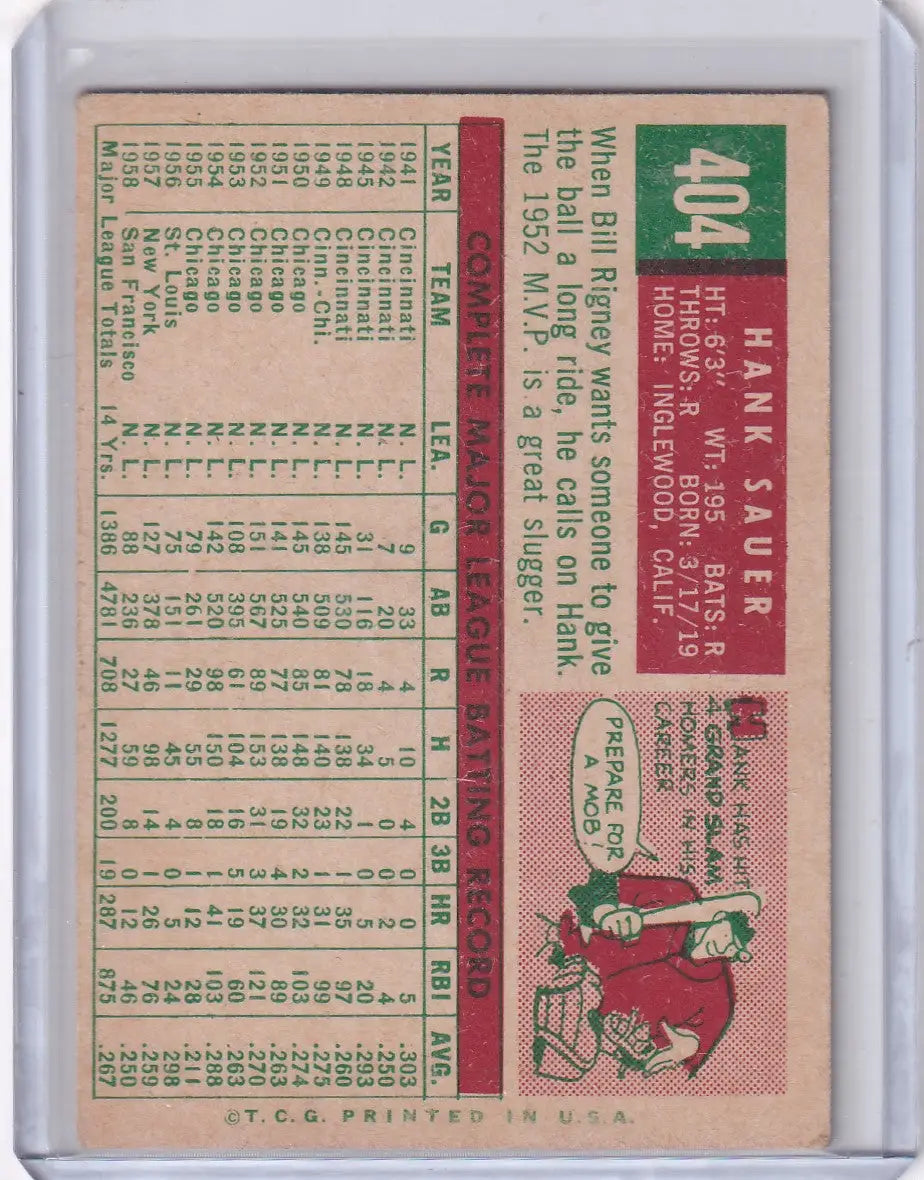 404
HANK SAUER
HT: 6'3" WT: 195 BATS: R
THROWS: R BORN: 3/17/19
HOME: INGLEWOOD, CALIF.
When Bill Rigney wants someone to give
the ball a long ride, he calls on Hank.
The 1952 M.V.P. is a great slugger.
HANK HAS HIT
4 GRAND SLAM
HOMERS IN HIS
CAREER
PREPARE FOR
A MOB!
COMPLETE MAJOR LEAGUE BATTING RECORD
YEAR TEAM LEA. G AB R H 2B 3B HR RBI AVG.
1941 Cincinnati N. L. 9 33 4 10 4 0 0 5 .303
1942 Cincinnati N. L. 7 20 4 5 0 0 2 4 .250
1945 Cincinnati N. L. 31 116 18 34 1 0 5 20 .293
1948 Cincinnati N. L. 145 530 78 138 22 1 35 97 .260
1949 Cinn.-Chi. N. L. 138 509 81 140 23 1 31 99 .275
1950 Chicago N. L. 145 540 85 148 32 2 32 103 .274
1951 Chicago N. L. 141 525 77 138 19 4 30 89 .263
1952 Chicago N. L. 151 567 89 153 31 3 37 121 .270
1953 Chicago N. L. 108 395 61 104 16 5 19 60 .263
1954 Chicago N. L. 142 520 98 150 18 1 41 103 .288
1955 Chicago N. L. 79 261 29 55 8 1 12 28 .211
1956 St. Louis N. L. 75 151 11 45 4 0 5 24 .298
1957 New York N. L. 127 378 46 98 14 1 26 76 .259
1958 San Francisco N. L. 88 236 27 59 8 0 12 46 .250
Major League Totals 14 Yrs. 1386 4781 708 1277 200 19 287 875 .267
©T.C.G. PRINTED IN U.S.A.